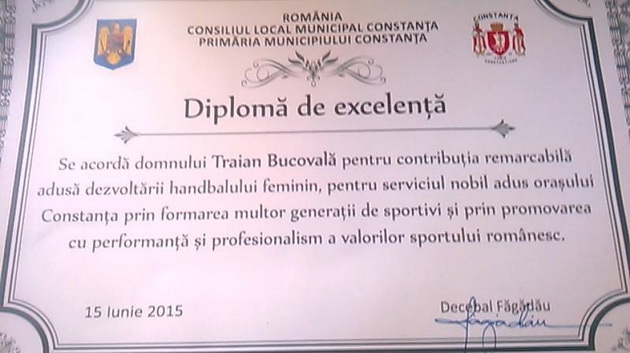 ROMÂNIA
CONSILIUL LOCAL MUNICIPAL CONSTANȚA
PRIMĂRIA MUNICIPIULUI CONSTANȚA
CONSTANȚA
Diplomă de excelență
Se acordă domnului Traian Bucovală pentru contribuția remarcabilă
adusă dezvoltării handbalului feminin, pentru serviciul nobil adus orașului
Constanța prin formarea multor generații de sportivi și prin promovarea
cu performanță și profesionalism a valorilor sportului românesc.
15 Iunie 2015
Decebal Făgădău